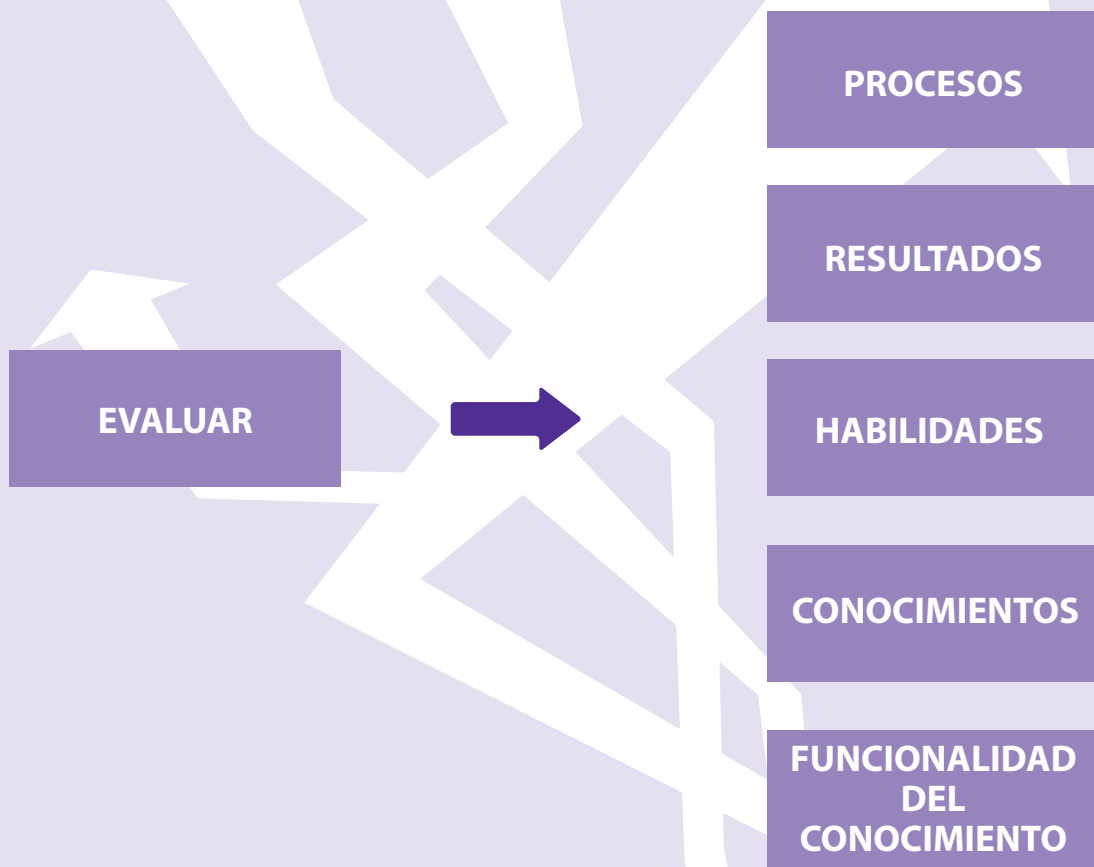 PROCESOS
RESULTADOS
EVALUAR
HABILIDADES
CONOCIMIENTOS
FUNCIONALIDAD
DEL
CONOCIMIENTO